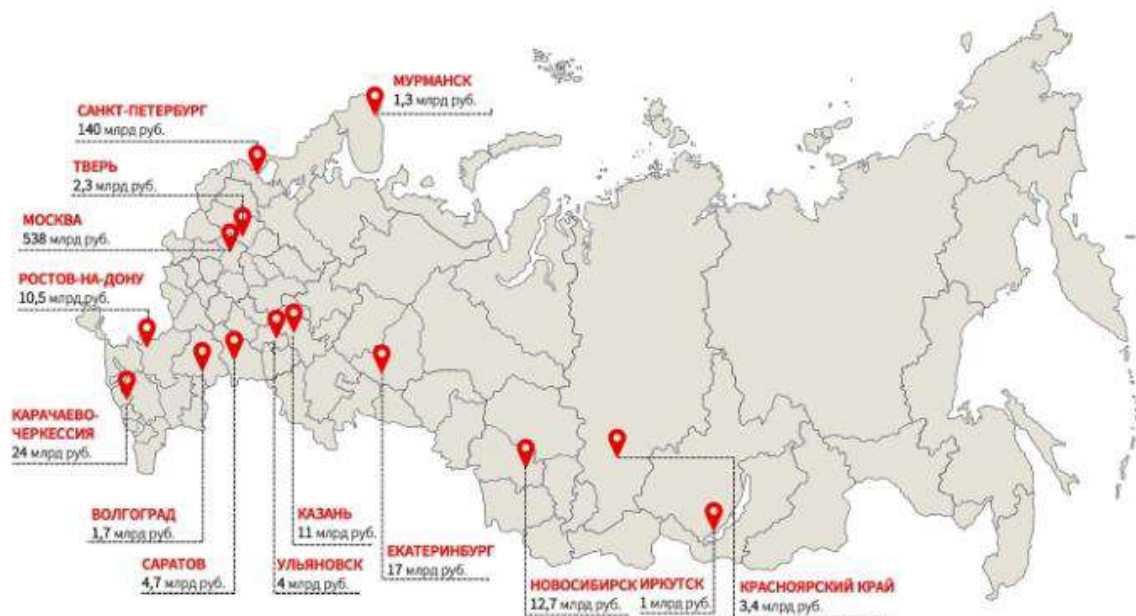 МУРМАНСК
1,3 млрд руб.
САНКТ-ПЕТЕРБУРГ
140 млрд руб.
ТВЕРЬ
2,3 млрд руб.
МОСКВА
538 млрд руб.
РОСТОВ-НА-ДОНУ
10,5 млрд руб.
КАРАЧАЕВО-
ЧЕРКЕССИЯ
24 млрд руб.
ВОЛГОГРАД
1,7 млрд руб.
КАЗАНЬ
11 млрд руб.
САРАТОВ
4,7 млрд руб.
УЛЬЯНОВСК
4 млрд руб.
ЕКАТЕРИНБУРГ
17 млрд руб.
НОВОСИБИРСК
12,7 млрд руб.
ИРКУТСК
1 млрд руб.
КРАСНОЯРСКИЙ КРАЙ
3,4 млрд руб.